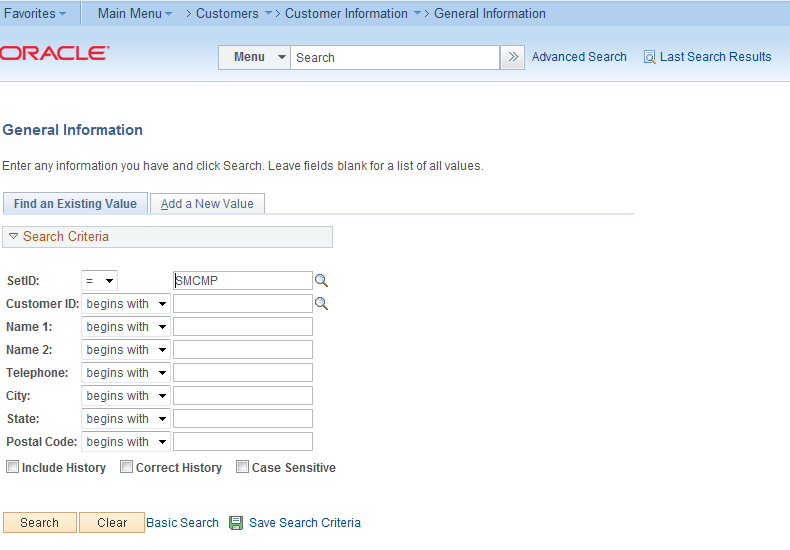 Favorites Main Menu > Customers > Customer Information > General Information
ORACLE
Menu Search Advanced Search Last Search Results
General Information
Enter any information you have and click Search. Leave fields blank for a list of all values.
Find an Existing Value Add a New Value
Search Criteria
SetID: = SMCMP
Customer ID: begins with
Name 1: begins with
Name 2: begins with
Telephone: begins with
City: begins with
State: begins with
Postal Code: begins with
Include History Correct History Case Sensitive
Search Clear Basic Search Save Search Criteria